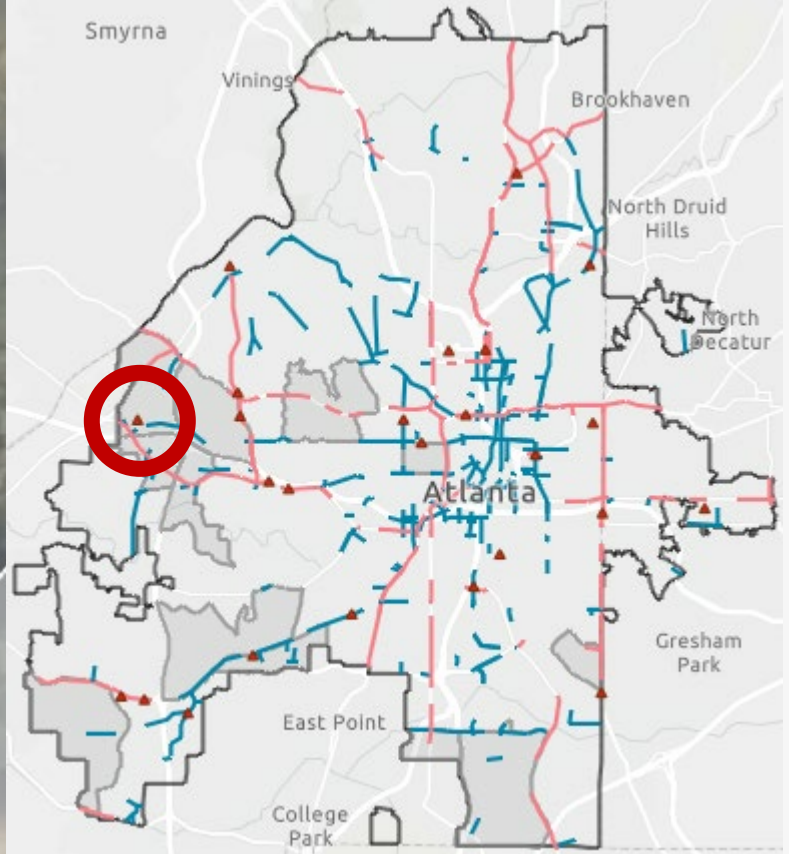 Smyrna
Vinings
Brookhaven
North Druid
Hills
North
Decatur
Atlanta
Gresham
Park
East Point
College
Park